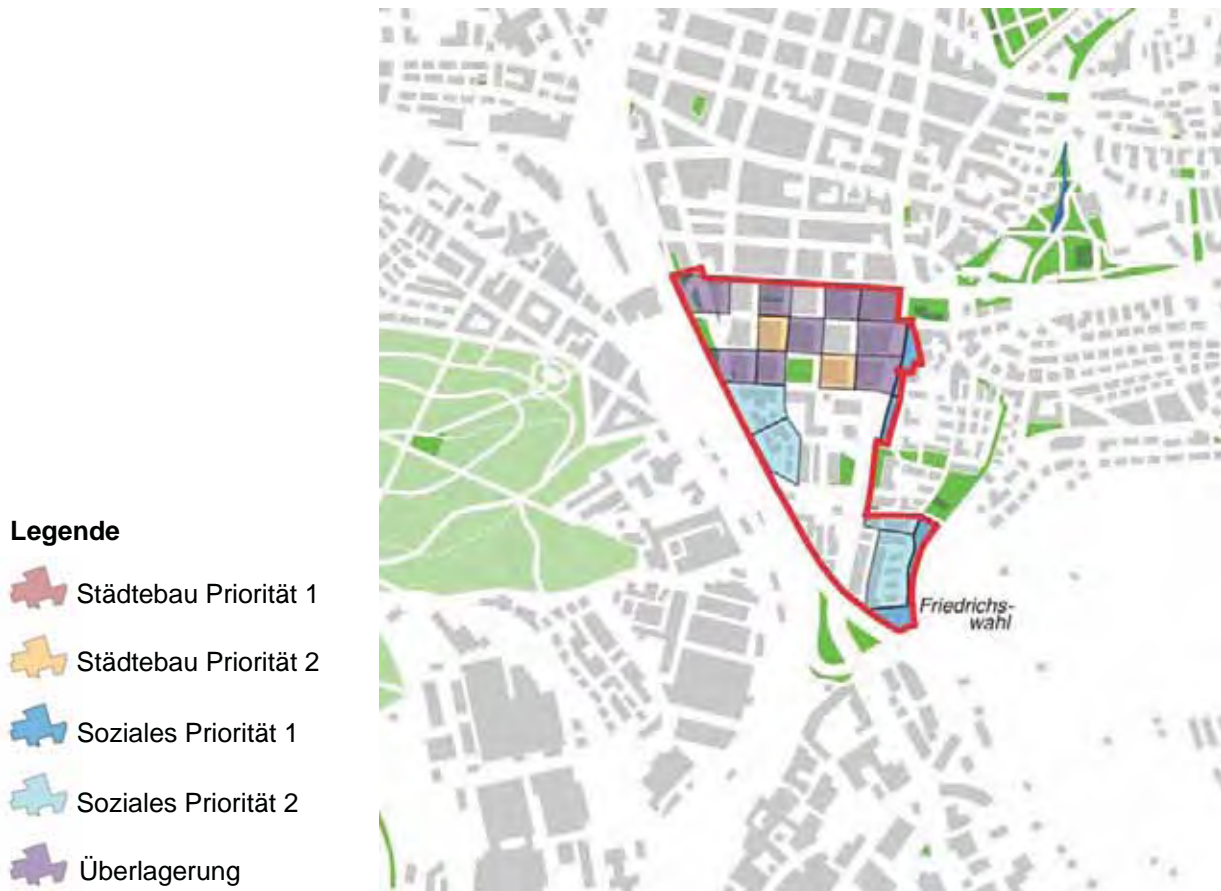 Legende
Städtebau Priorität 1
Städtebau Priorität 2
Soziales Priorität 1
Soziales Priorität 2
Überlagerung
Friedrichs-
wahl